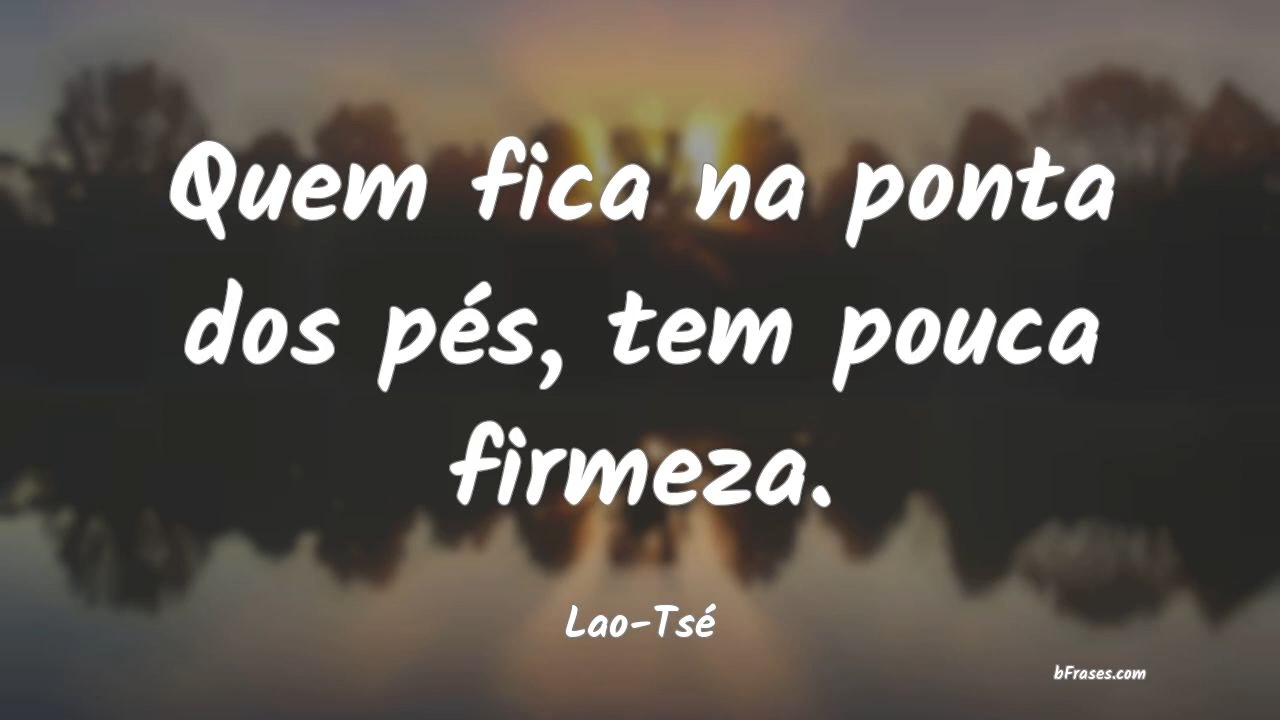 Quem fica na ponta
dos pés, tem pouca
firmeza.
Lao-Tsé
bFrases.com